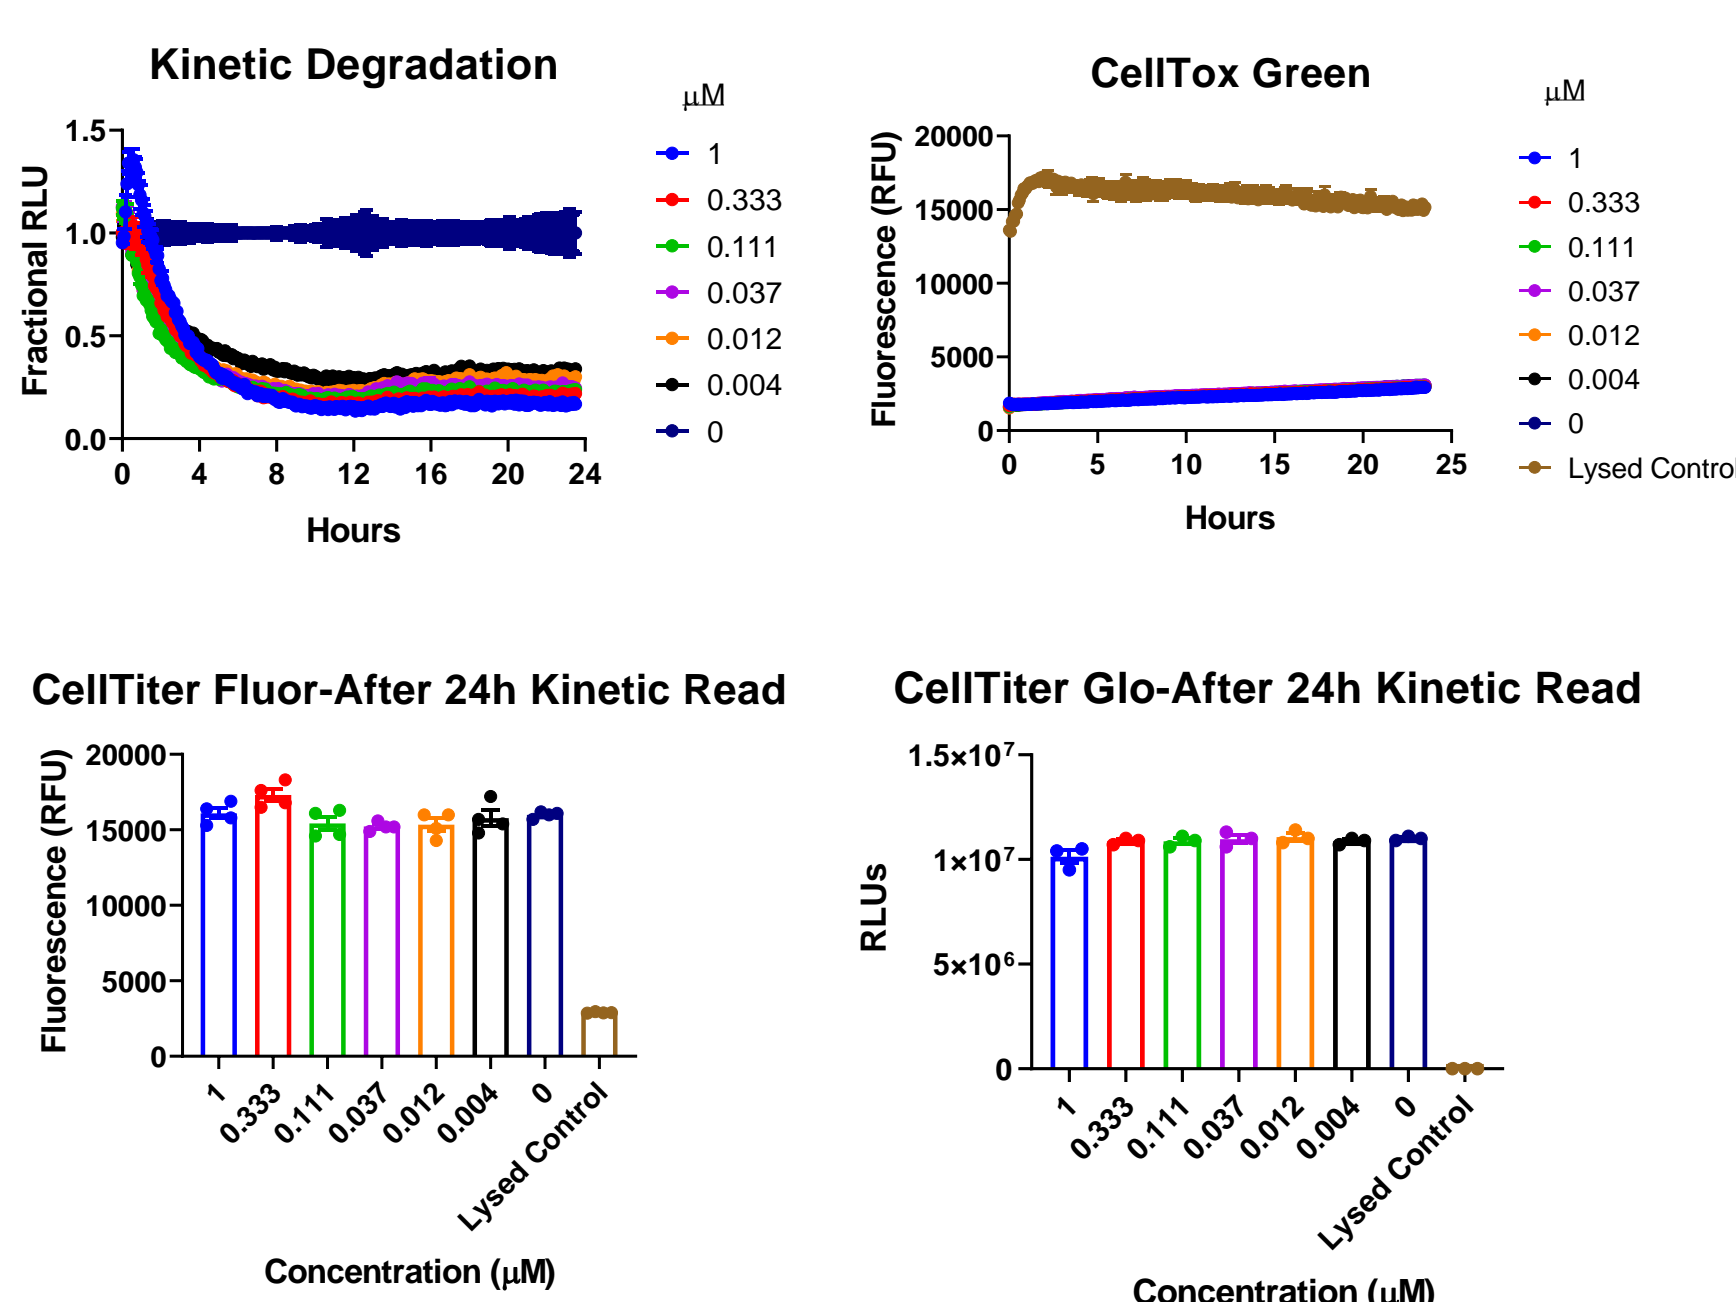 Kinetic Degradation
Fractional RLU
1.5
1.0
0.5
0.0
0 4 8 12 16 20 24
Hours
μM
1
0.333
0.111
0.037
0.012
0.004
0
CellTox Green
Fluorescence (RFU)
20000
15000
10000
5000
0
0 5 10 15 20 25
Hours
μM
1
0.333
0.111
0.037
0.012
0.004
0
Lysed Control
CellTiter Fluor-After 24h Kinetic Read
Fluorescence (RFU)
20000
15000
10000
5000
0
1 0.333 0.111 0.037 0.012 0.004 0 Lysed Control
Concentration (μM)
CellTiter Glo-After 24h Kinetic Read
RLUs
1.5×10⁷
1×10⁷
5×10⁶
0
1 0.333 0.111 0.037 0.012 0.004 0 Lysed Control
Concentration (μM)